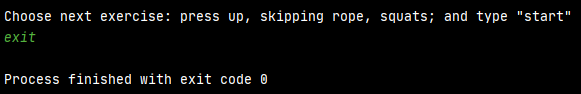 Choose next exercise: press up, skipping rope, squats; and type "start"
exit
Process finished with exit code 0